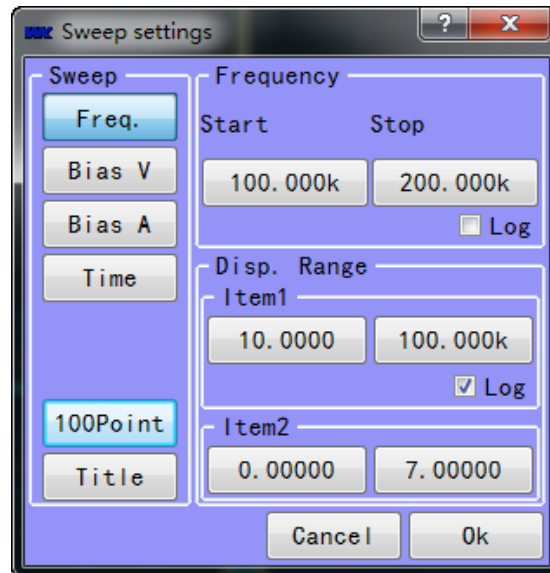 Sweep settings
? X
Sweep
Freq.
Bias V
Bias A
Time
100Point
Title
Frequency
Start Stop
100.000k 200.000k
Log
Disp. Range
Item1
10.0000 100.000k
Log
Item2
0.00000 7.00000
Cancel Ok